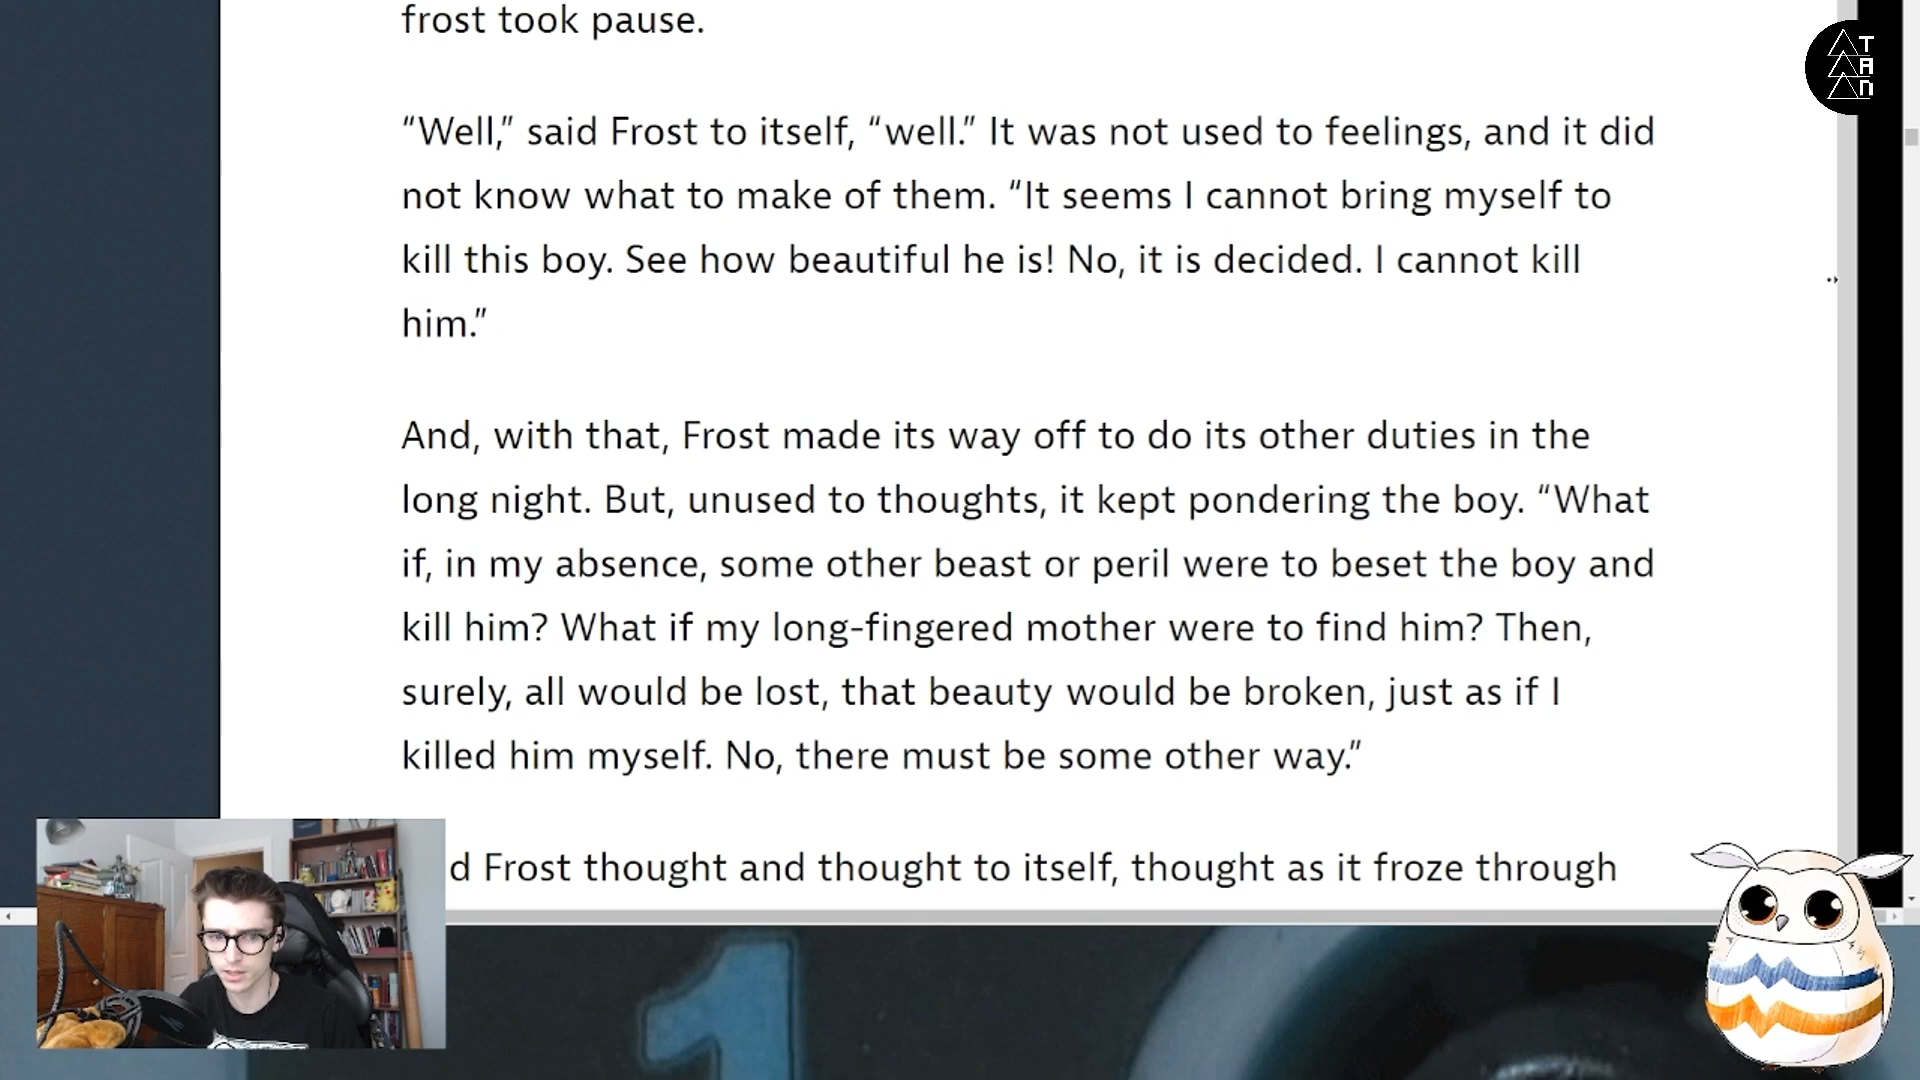 frost took pause.
“Well,” said Frost to itself, “well.” It was not used to feelings, and it did
not know what to make of them. “It seems I cannot bring myself to
kill this boy. See how beautiful he is! No, it is decided. I cannot kill
him.”
And, with that, Frost made its way off to do its other duties in the
long night. But, unused to thoughts, it kept pondering the boy. “What
if, in my absence, some other beast or peril were to beset the boy and
kill him? What if my long-fingered mother were to find him? Then,
surely, all would be lost, that beauty would be broken, just as if I
killed him myself. No, there must be some other way.”
d Frost thought and thought to itself, thought as it froze through
TAN
1